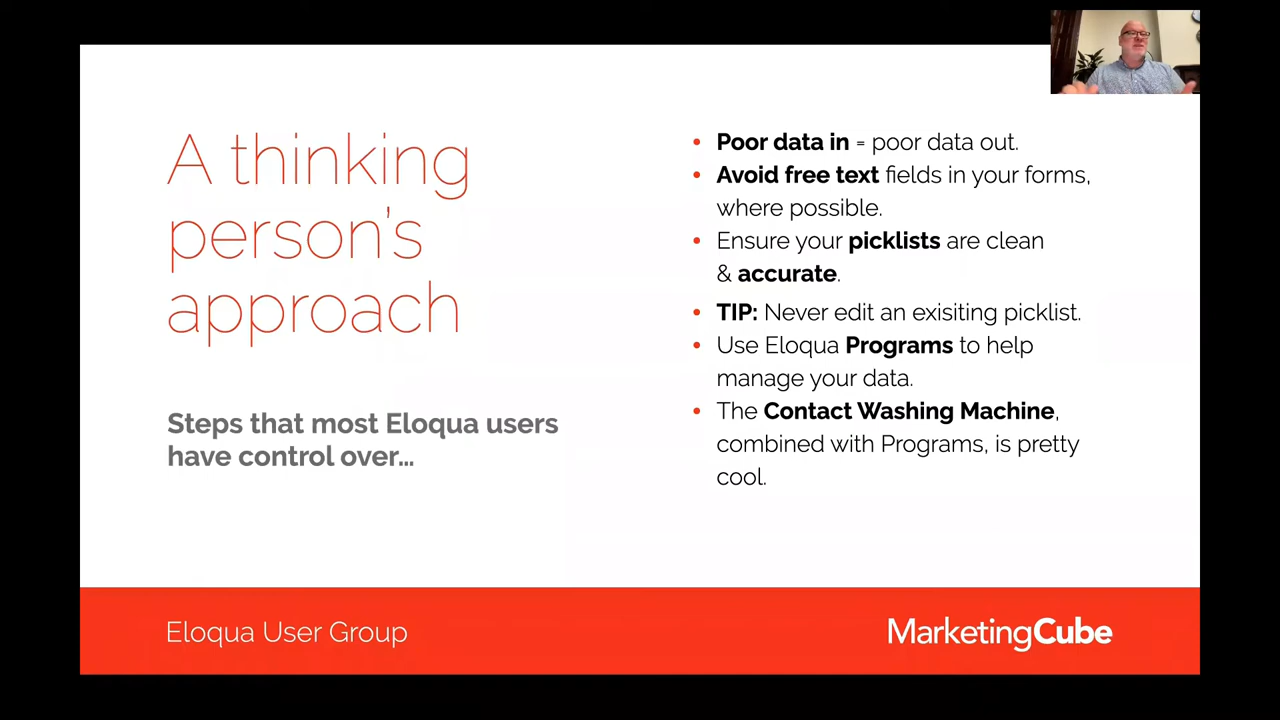 A thinking
person's
approach
Steps that most Eloqua users
have control over...
• Poor data in = poor data out.
• Avoid free text fields in your forms,
where possible.
• Ensure your picklists are clean
& accurate.
• TIP: Never edit an exisiting picklist.
• Use Eloqua Programs to help
manage your data.
• The Contact Washing Machine,
combined with Programs, is pretty
cool.
Eloqua User Group
MarketingCube